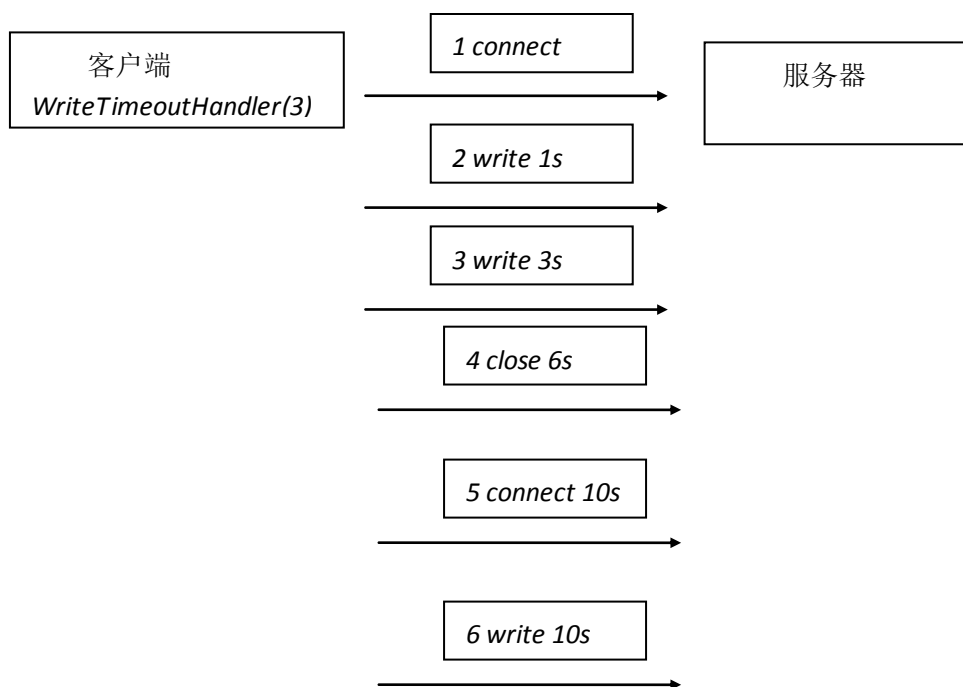 客户端
WriteTimeoutHandler(3)
1 connect
服务器
2 write 1s
3 write 3s
4 close 6s
5 connect 10s
6 write 10s